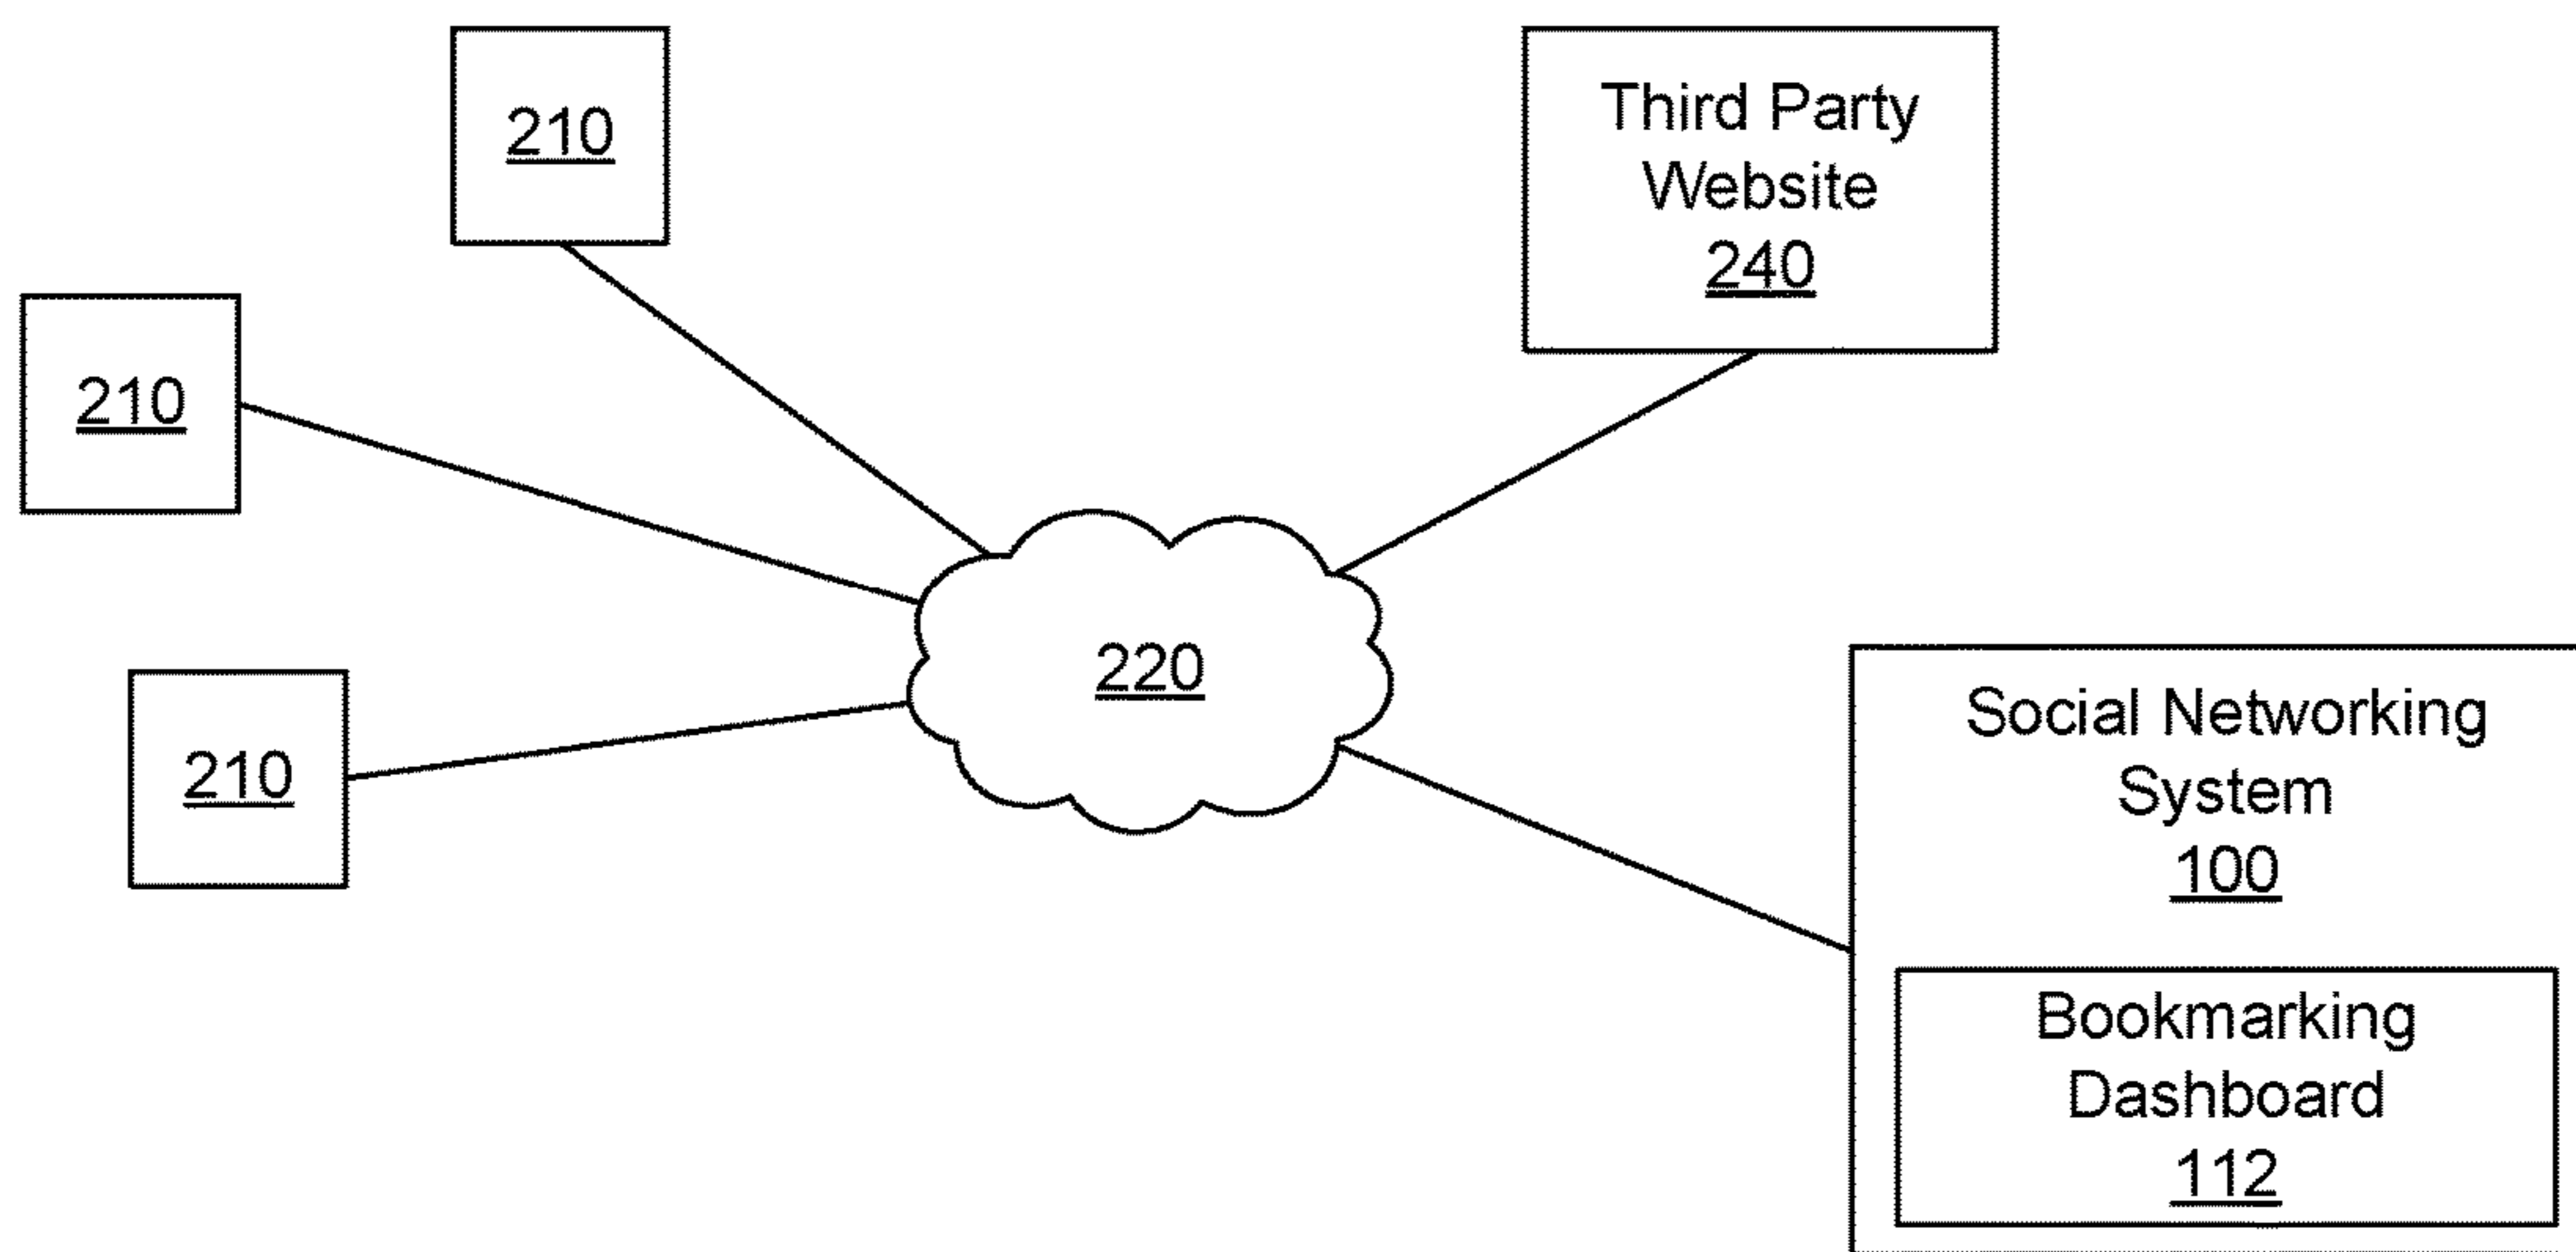 210
Third Party
Website
240
210
220
210
Social Networking
System
100
Bookmarking
Dashboard
112